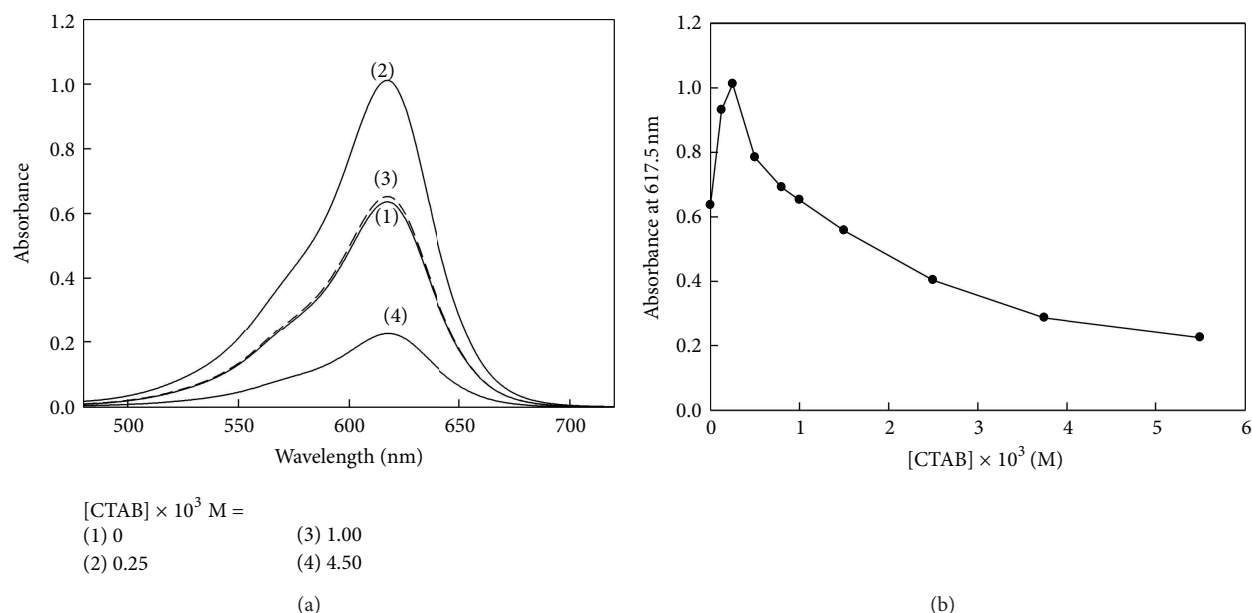 1.2
1.0
0.8
0.6
0.4
0.2
0.0
Absorbance
(2)
(3)
(1)
(4)
500 550 600 650 700
Wavelength (nm)
[CTAB] × 10³ M =
(1) 0 (3) 1.00
(2) 0.25 (4) 4.50
(a)
1.2
1.0
0.8
0.6
0.4
0.2
0.0
Absorbance at 617.5 nm
0 1 2 3 4 5 6
[CTAB] × 10³ (M)
(b)